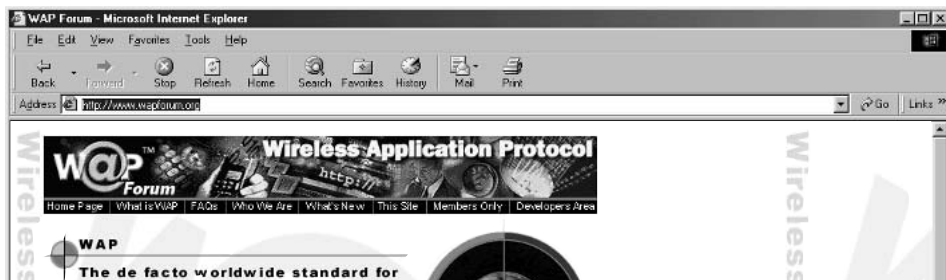 WAP Forum - Microsoft Internet Explorer
File Edit View Favorites Tools Help
Back Forward Stop Refresh Home Search Favorites History Mail Print
Address http://www.wapforum.org Go Links »
Wireless Application Protocol
W@P™
Forum
http://
Home Page What is WAP FAQs Who We Are What's New This Site Members Only Developers Area
WAP
The de facto worldwide standard for
Wireless
Wireless